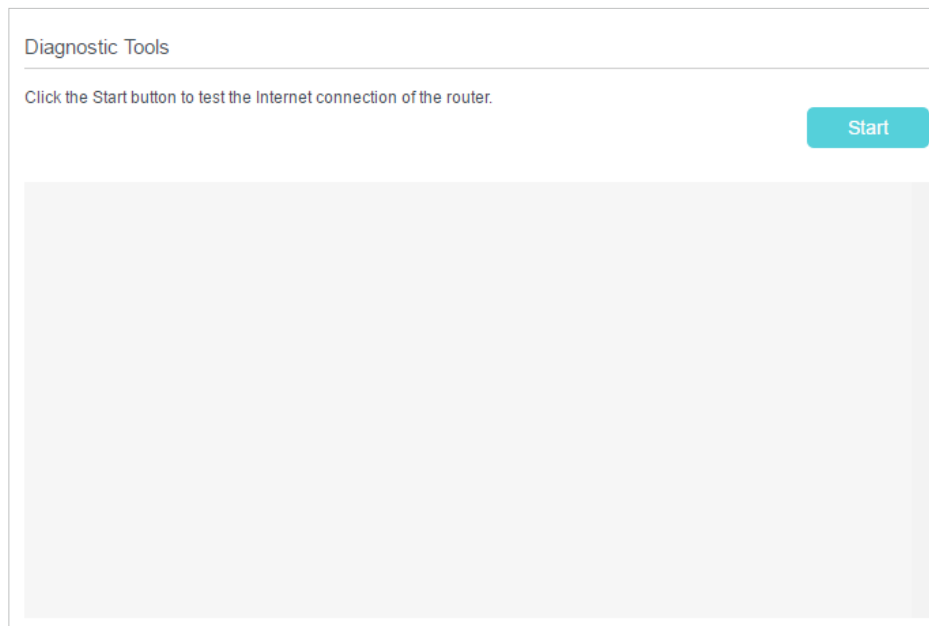 Diagnostic Tools
Click the Start button to test the Internet connection of the router.
Start